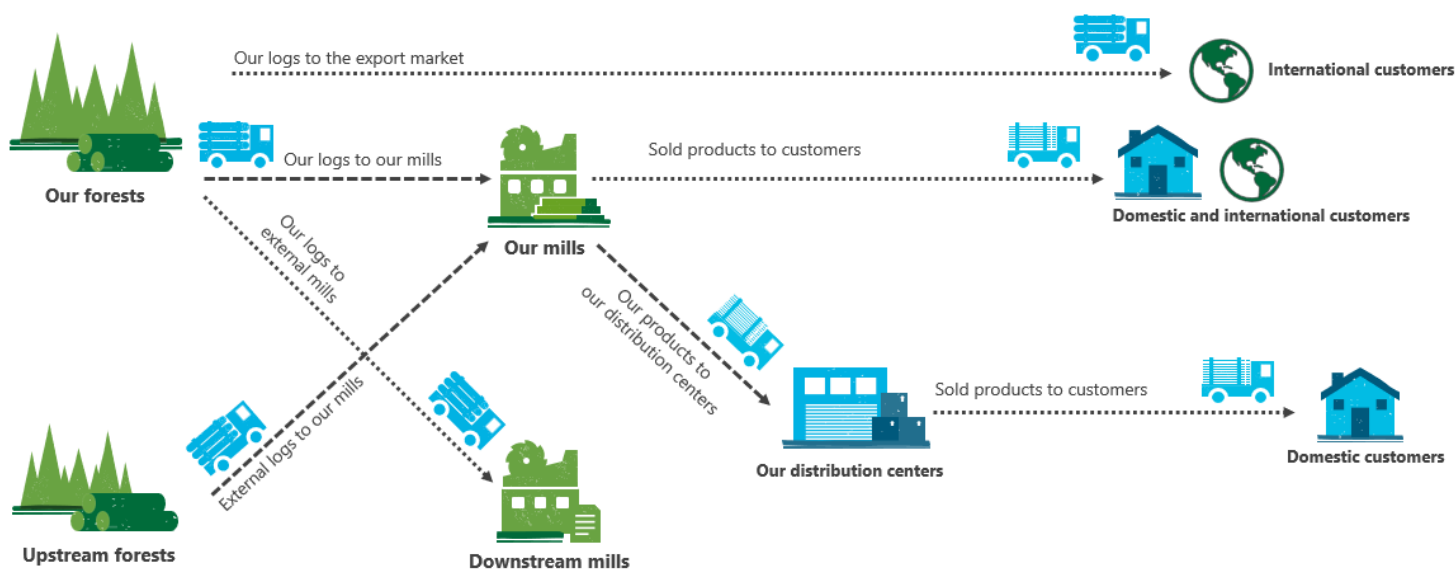 Our logs to the export market
International customers
Our forests
Our logs to our mills
Our mills
Sold products to customers
Domestic and international customers
Our logs to
external mills
Our products to
our distribution centers
External logs to our mills
Sold products to customers
Our distribution centers
Domestic customers
Upstream forests
Downstream mills